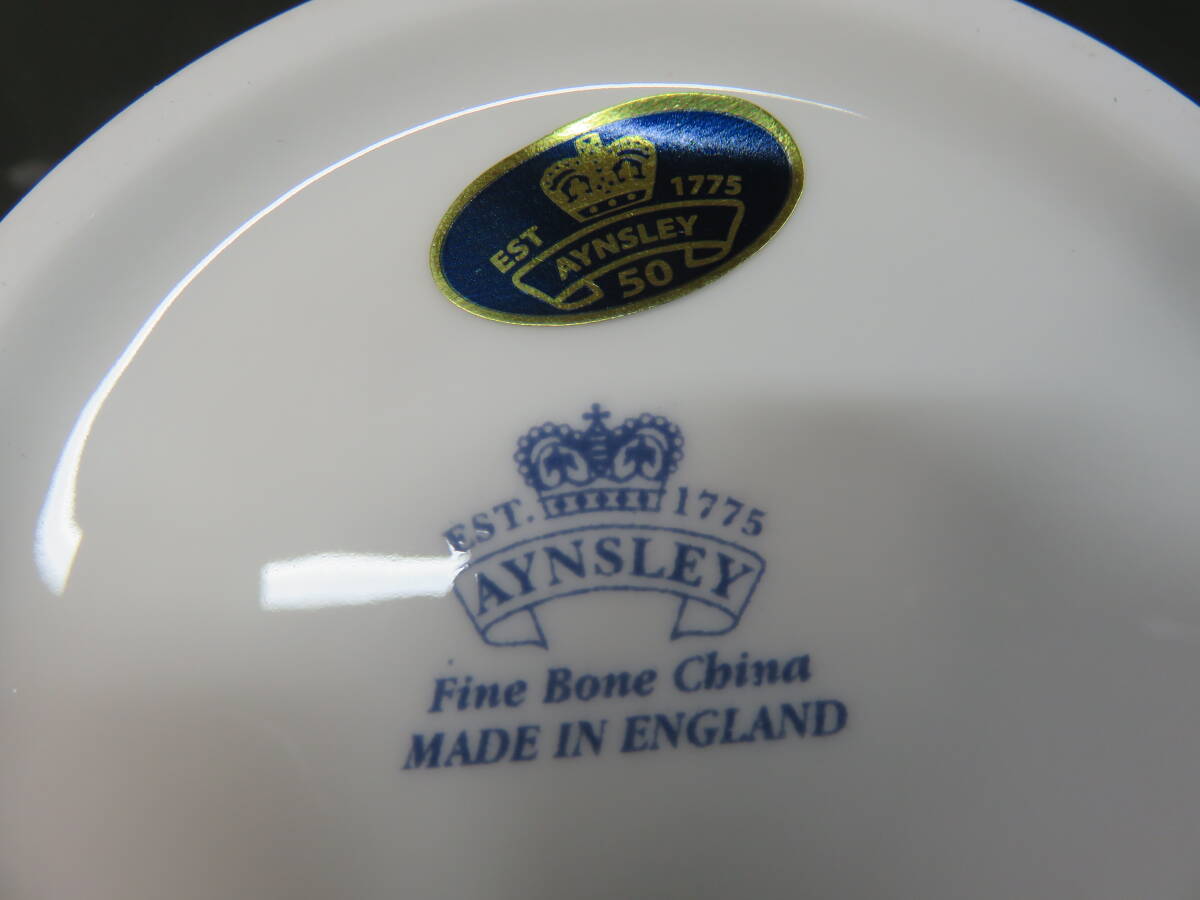 EST 1775
AYNSLEY
50
EST. 1775
AYNSLEY
Fine Bone China
MADE IN ENGLAND